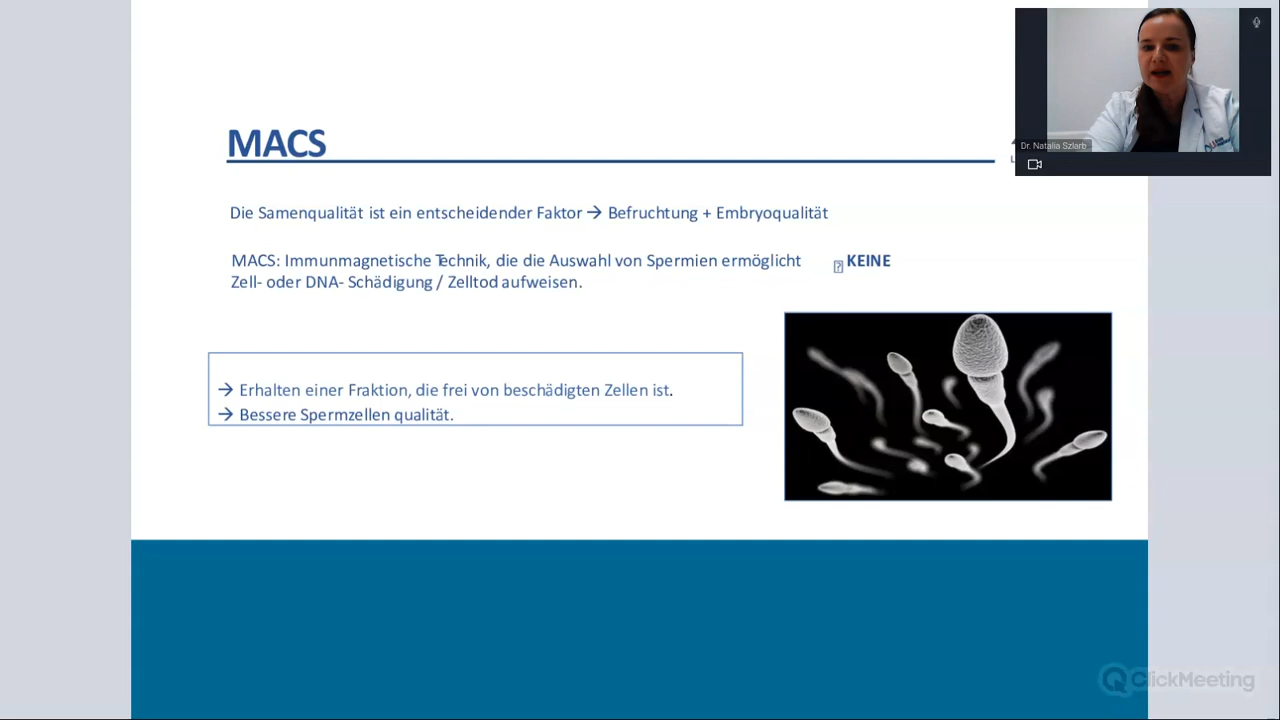 MACS
Dr. Natalia Szlarb
Die Samenqualität ist ein entscheidender Faktor → Befruchtung + Embryoqualität
MACS: Immunmagnetische Technik, die die Auswahl von Spermien ermöglicht KEINE
Zell- oder DNA- Schädigung / Zelltod aufweisen.
→ Erhalten einer Fraktion, die frei von beschädigten Zellen ist.
→ Bessere Spermzellen qualität.
ClickMeeting